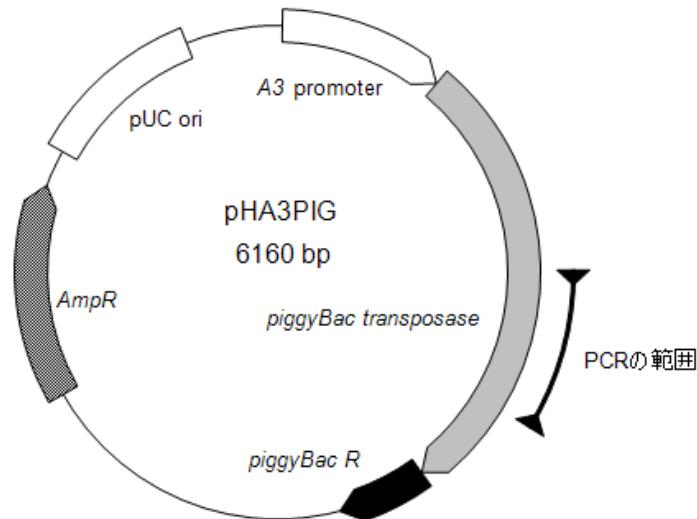 A3 promoter
pUC ori
pHA3PIG
6160 bp
AmpR
piggyBac transposase
PCRの範囲
piggyBac R